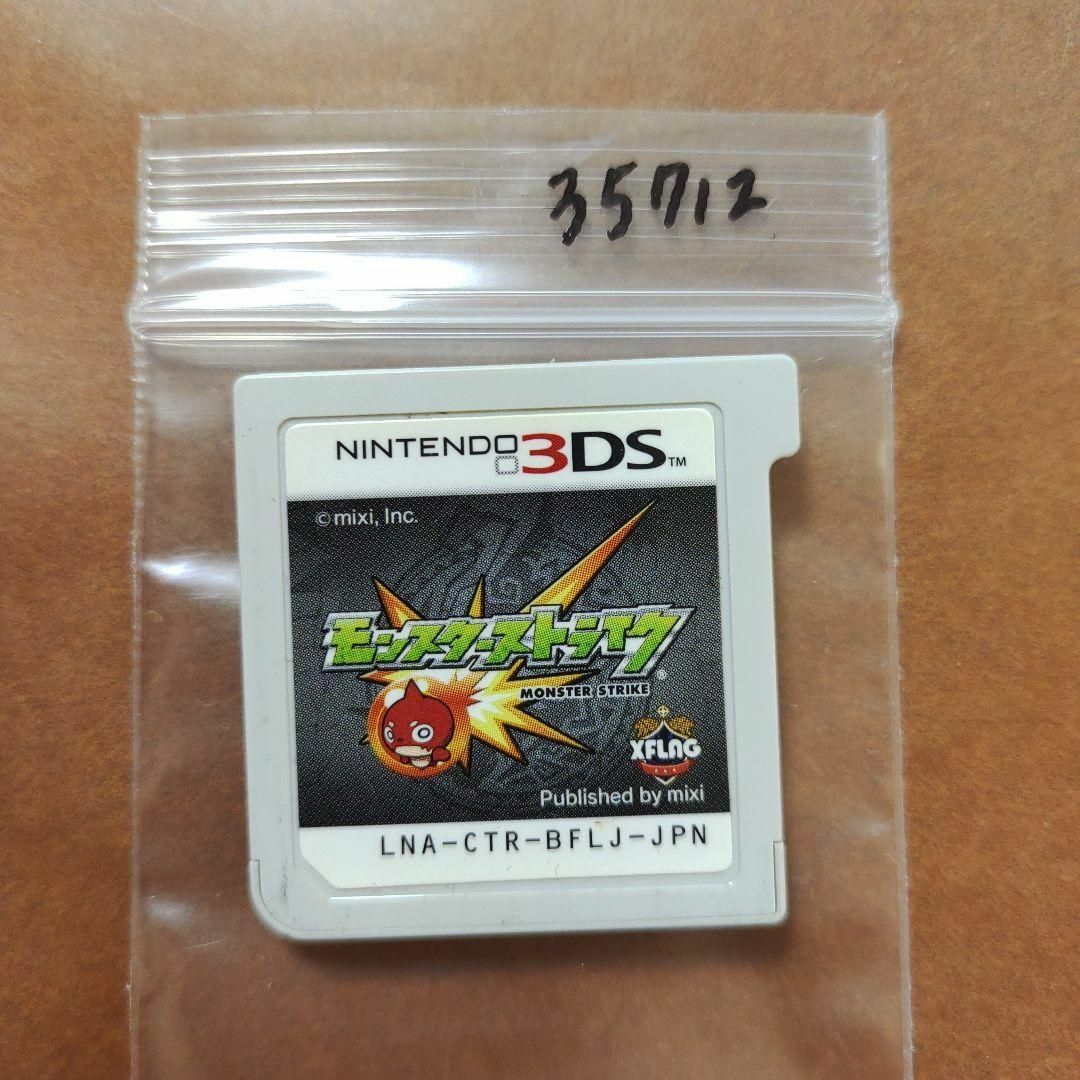 35712
NINTENDO 3DS™
©mixi, Inc.
モンスターストライク®
MONSTER STRIKE
XFLAG
Published by mixi
LNA-CTR-BFLJ-JPN